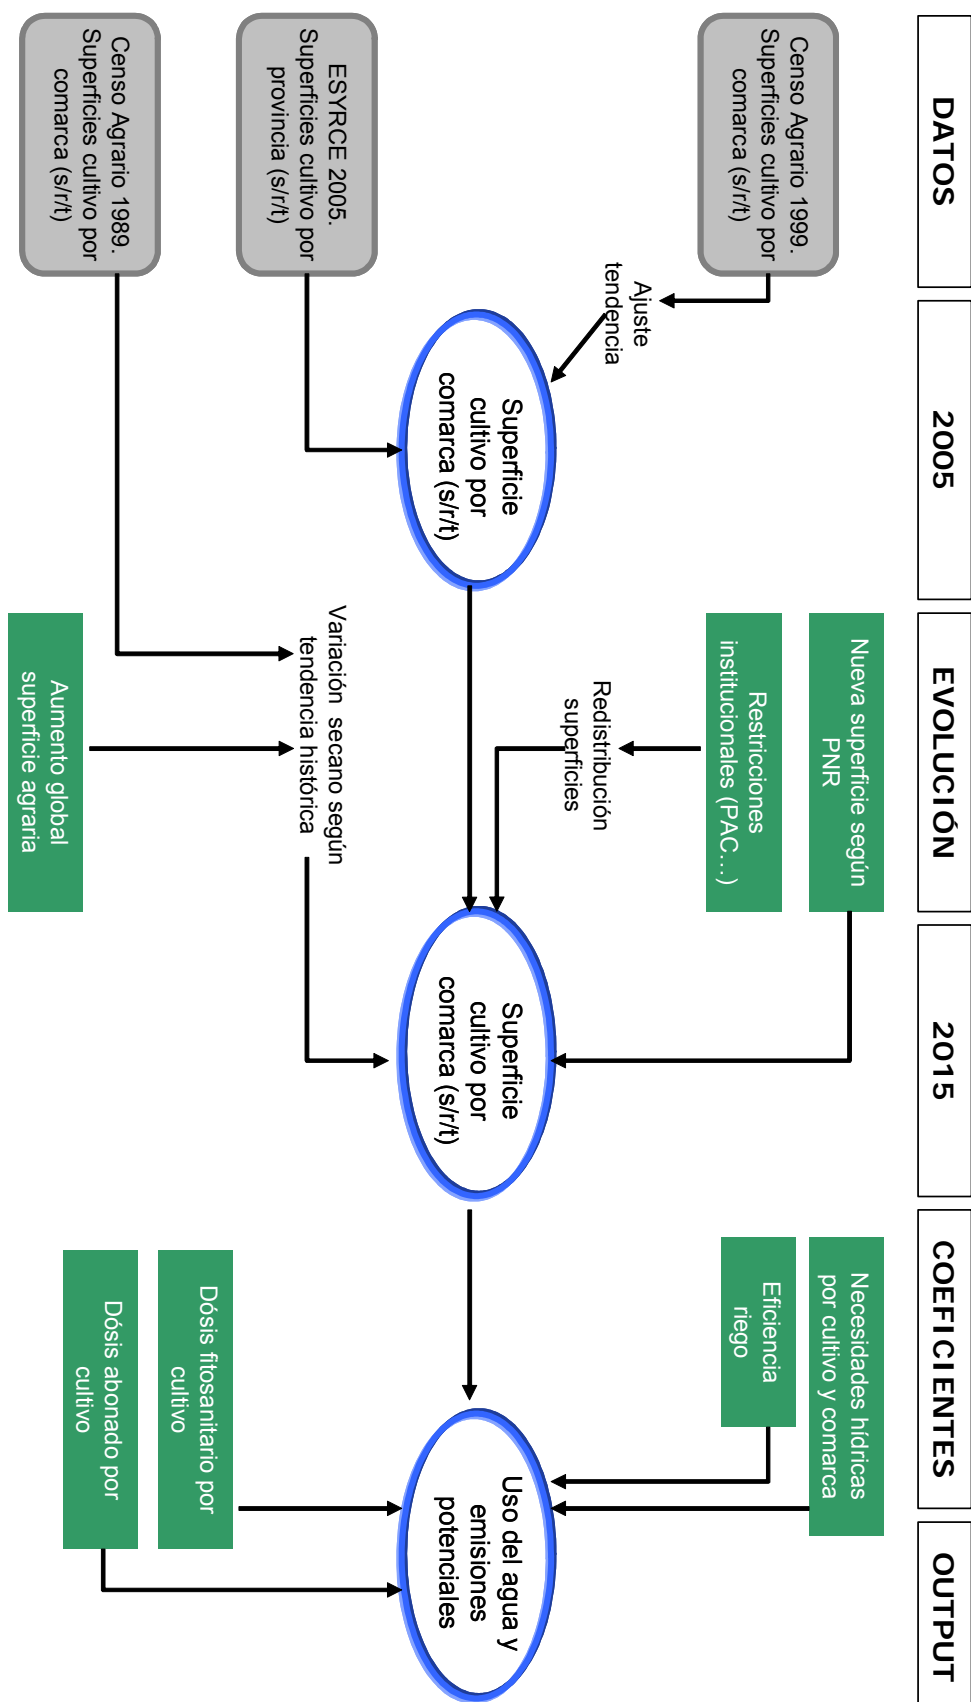 DATOS
2005
EVOLUCIÓN
2015
COEFICIENTES
OUTPUT
Censo Agrario 1999.
Superficies cultivo por
comarca (s/r/t)
Ajuste
tendencia
ESYRCE 2005.
Superficies cultivo por
provincia (s/r/t)
Censo Agrario 1989.
Superficies cultivo por
comarca (s/r/t)
Superficie
cultivo por
comarca (s/r/t)
Nueva superficie según
PNR
Restricciones
institucionales (PAC…)
Redistribución
superficies
Variación secano según
tendencia histórica
Aumento global
superficie agraria
Superficie
cultivo por
comarca (s/r/t)
Necesidades hídricas
por cultivo y comarca
Eficiencia
riego
Dósis fitosanitario por
cultivo
Dósis abonado por
cultivo
Uso del agua y
emisiones
potenciales